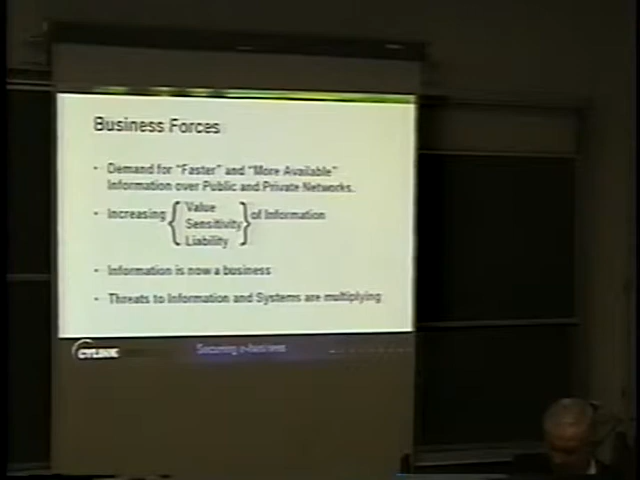 Business Forces
• Demand for "Faster" and "More Available"
Information over Public and Private Networks.
• Increasing { Value
Sensitivity
Liability } of Information
• Information is now a business
• Threats to Information and Systems are multiplying
CYLINK
Securing e-business